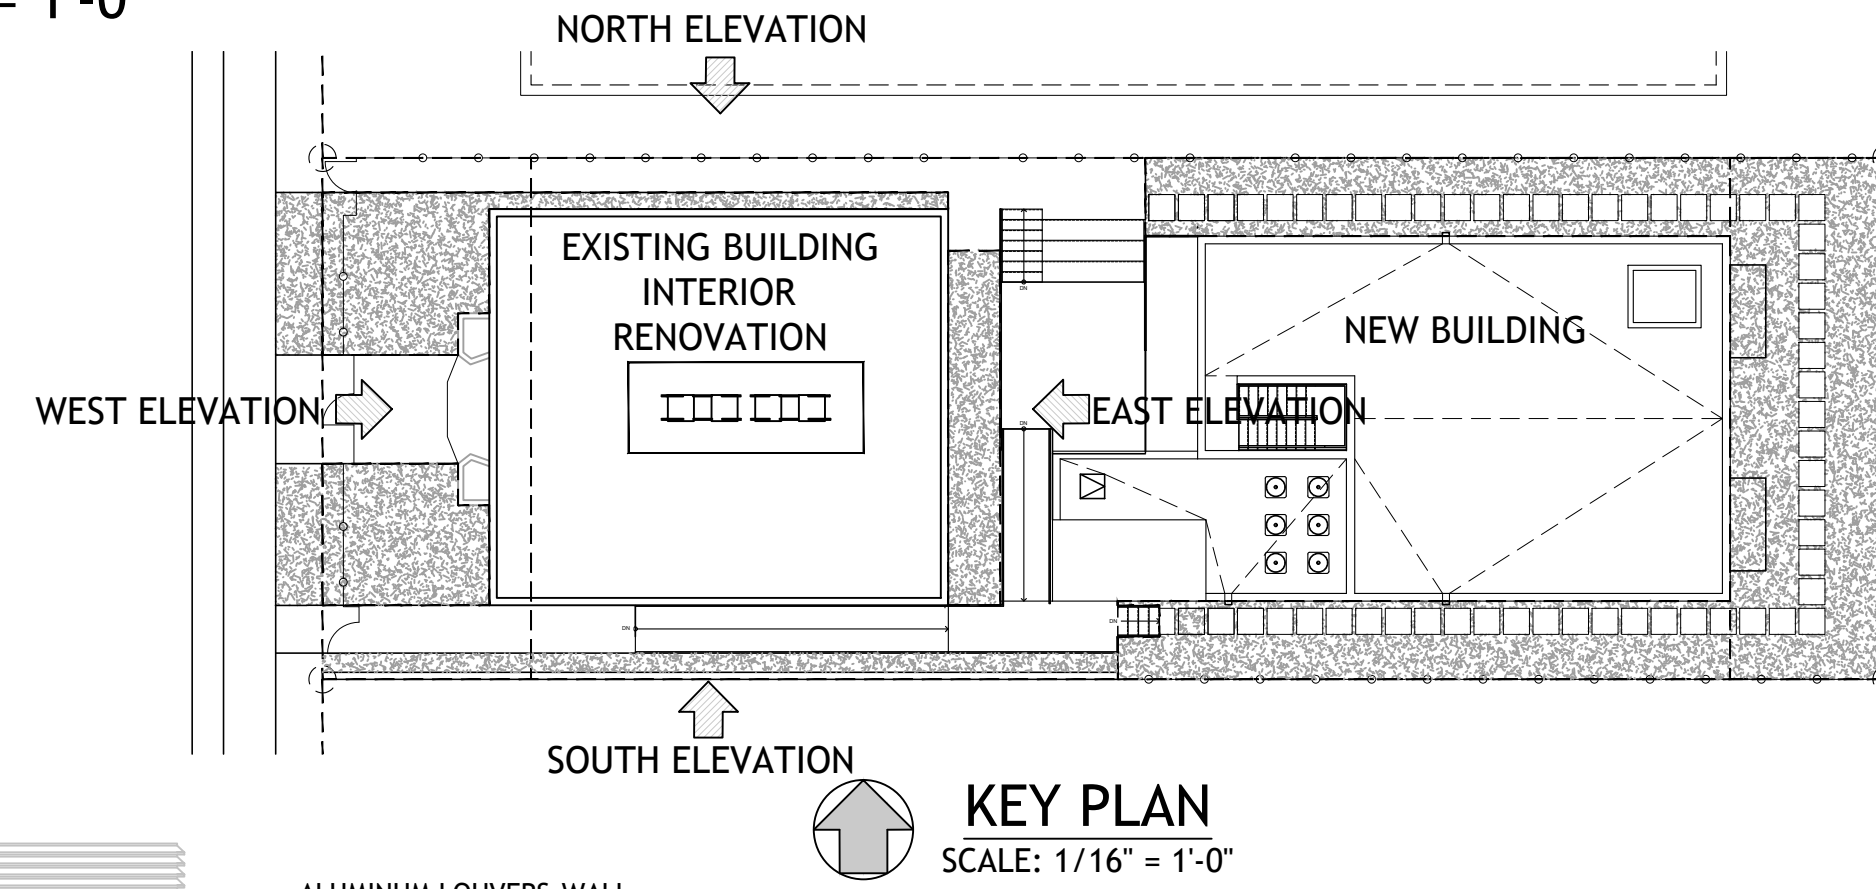 = 1'-0"
NORTH ELEVATION
EXISTING BUILDING
INTERIOR
RENOVATION
DN
NEW BUILDING
WEST ELEVATION
EAST ELEVATION
DN
DN
DN
SOUTH ELEVATION
KEY PLAN
SCALE: 1/16" = 1'-0"
ALUMINUM LOUVERS, WALL